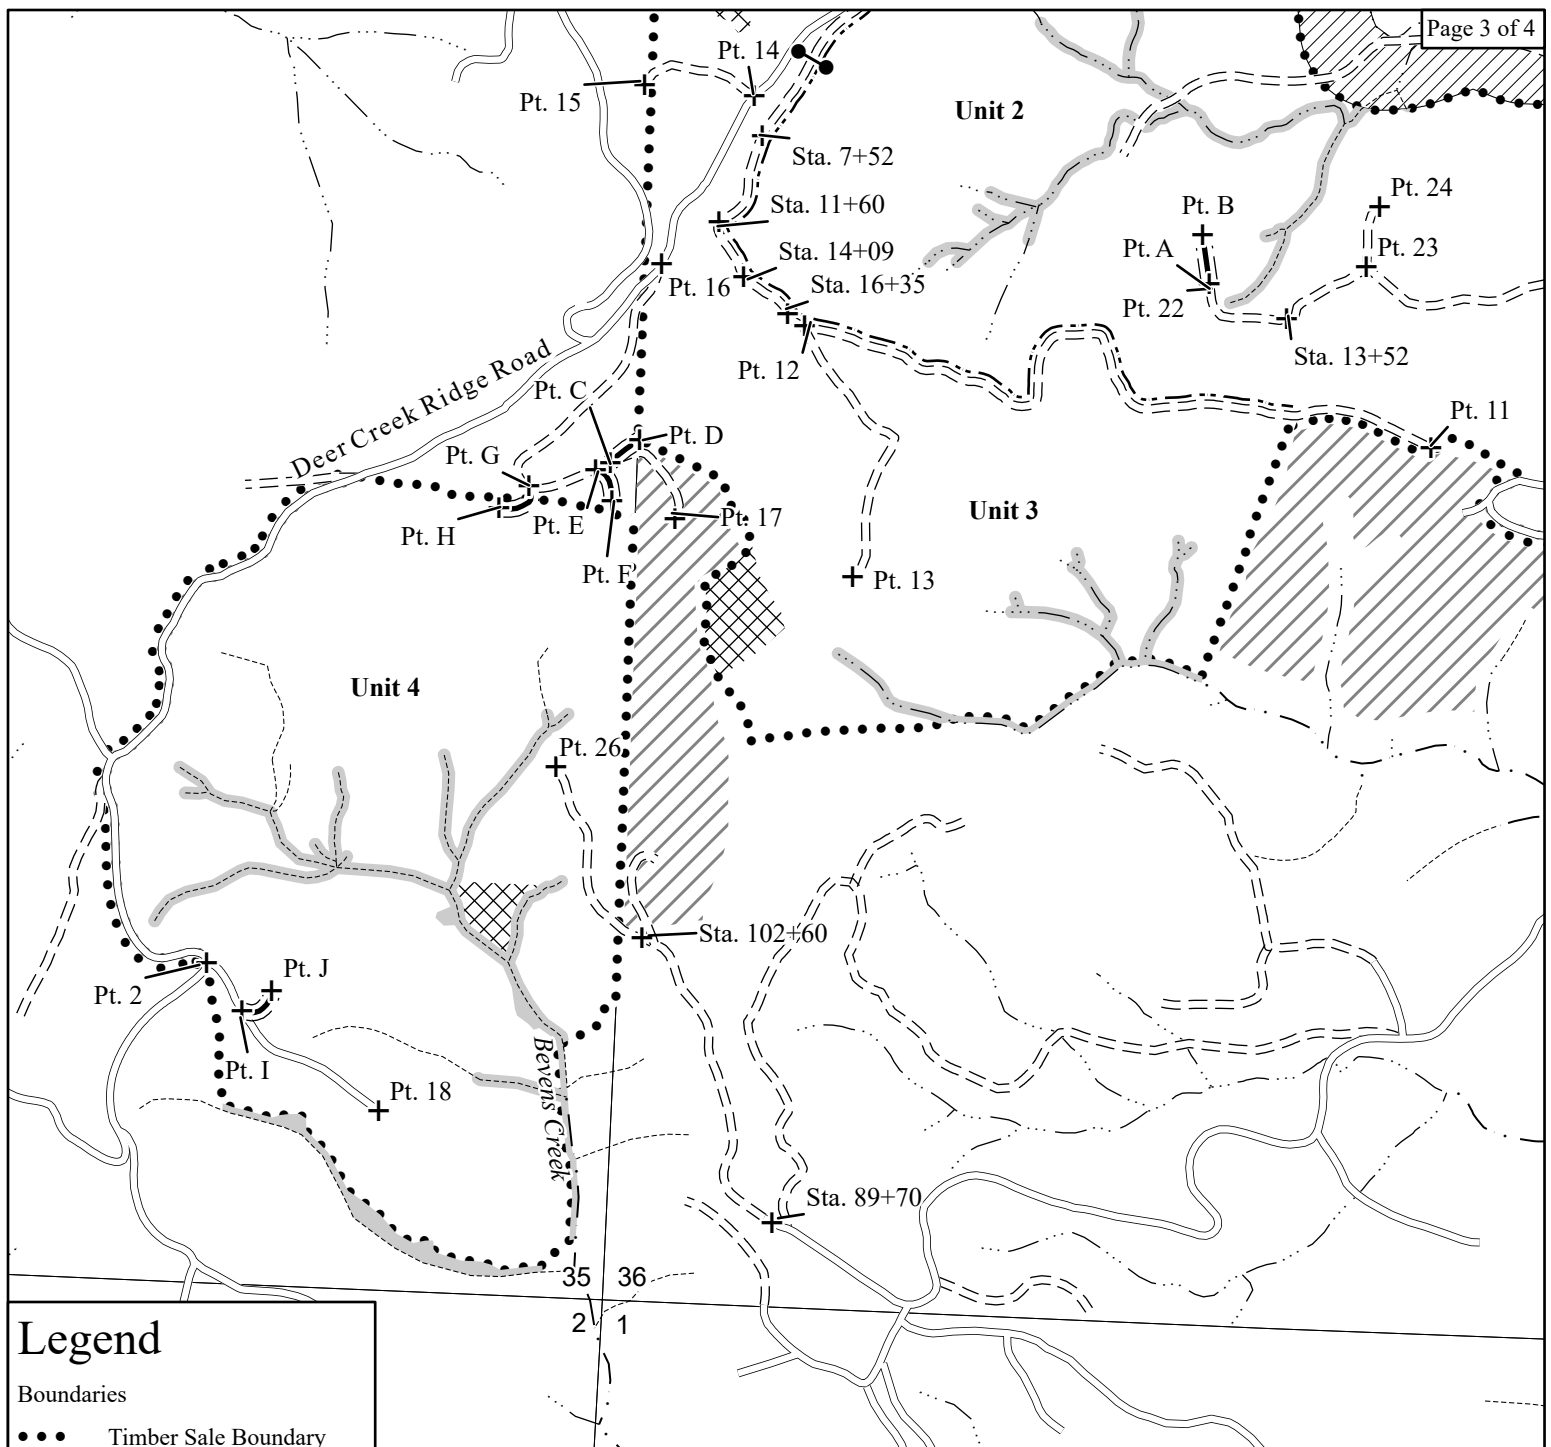 Page 3 of 4
Pt. 14
Pt. 15
Unit 2
Sta. 7+52
Pt. 24
Sta. 11+60
Pt. B
Pt. A
Pt. 23
Sta. 14+09
Pt. 16
Sta. 16+35
Pt. 22
Sta. 13+52
Pt. 12
Deer Creek Ridge Road
Pt. C
Pt. 11
Pt. D
Pt. G
Pt. H
Pt. E
Pt. 17
Unit 3
Pt. F
Pt. 13
Unit 4
Pt. 26
Sta. 102+60
Pt. J
Pt. 2
Pt. I
Pt. 18
Bevens Creek
Sta. 89+70
35
36
2
1
Legend
Boundaries
Timber Sale Boundary